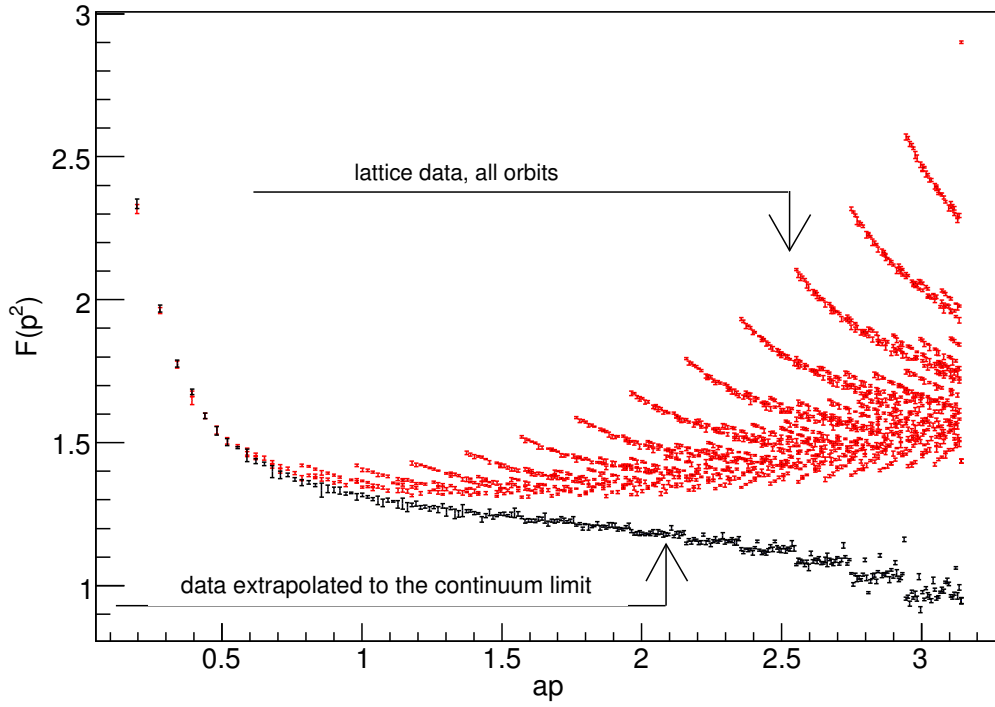 3
2.5
2
1.5
1
F(p²)
lattice data, all orbits
data extrapolated to the continuum limit
0.5 1 1.5 2 2.5 3
ap